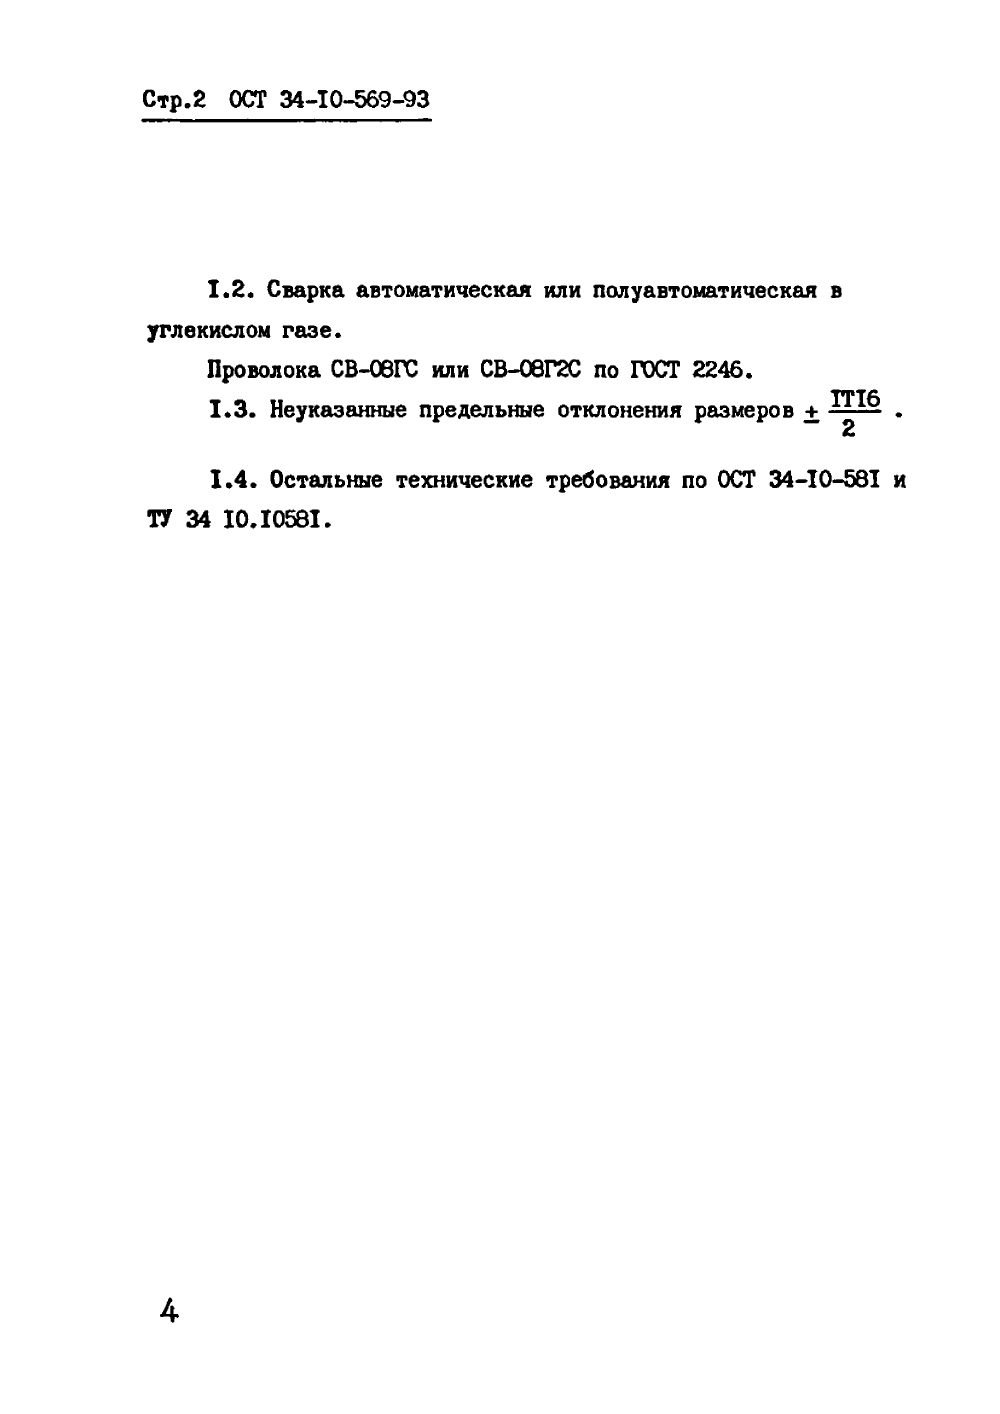 Стр.2 ОСТ 34-10-569-93
1.2. Сварка автоматическая или полуавтоматическая в
углекислом газе.
Проволока СВ-08ГС или СВ-08Г2С по ГОСТ 2246.
1.3. Неуказанные предельные отклонения размеров ± IT16/2 .
1.4. Остальные технические требования по ОСТ 34-10-581 и
ТУ 34 10.10581.
4